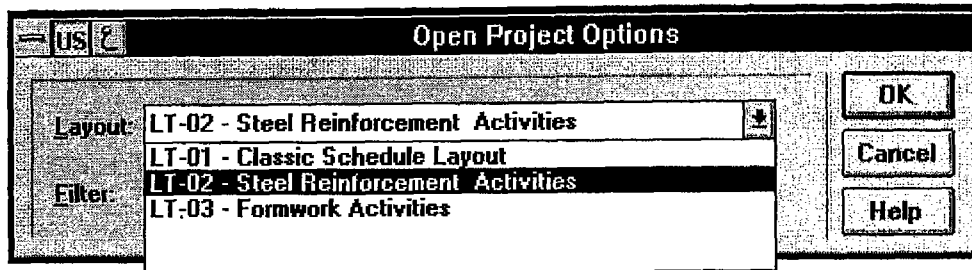 US ع Open Project Options
Layout: LT-02 - Steel Reinforcement Activities
LT-01 - Classic Schedule Layout
LT-02 - Steel Reinforcement Activities
LT-03 - Formwork Activities
Filter:
OK
Cancel
Help